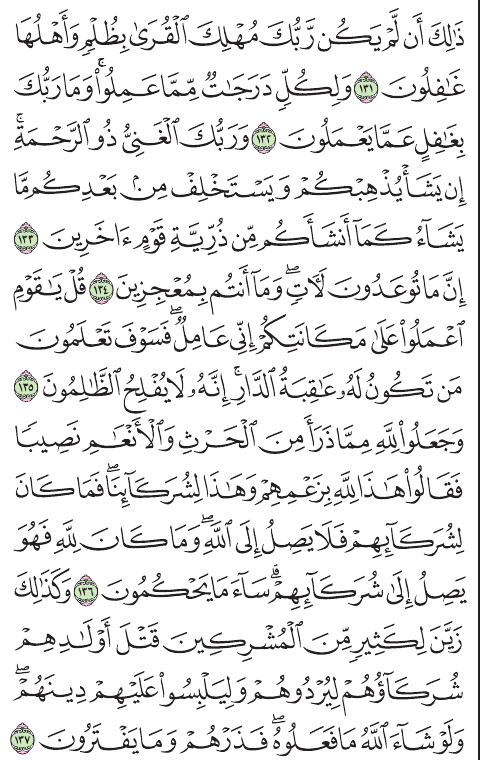 ذَٰلِكَ أَن لَّمْ يَكُن رَّبُّكَ مُهْلِكَ ٱلْقُرَىٰ بِظُلْمٍ وَأَهْلُهَا
غَٰفِلُونَ ١٣١ وَلِكُلٍّ دَرَجَٰتٌ مِّمَّا عَمِلُوا۟ ۚ وَمَا رَبُّكَ
بِغَٰفِلٍ عَمَّا يَعْمَلُونَ ١٣٢ وَرَبُّكَ ٱلْغَنِىُّ ذُو ٱلرَّحْمَةِ ۚ
إِن يَشَأْ يُذْهِبْكُمْ وَيَسْتَخْلِفْ مِنۢ بَعْدِكُم مَّا
يَشَآءُ كَمَآ أَنشَأَكُم مِّن ذُرِّيَّةِ قَوْمٍ ءَاخَرِينَ ١٣٣
إِنَّ مَا تُوعَدُونَ لَءَاتٍ ۖ وَمَآ أَنتُم بِمُعْجِزِينَ ١٣٤ قُلْ يَٰقَوْمِ
ٱعْمَلُوا۟ عَلَىٰ مَكَانَتِكُمْ إِنِّى عَامِلٌ ۖ فَسَوْفَ تَعْلَمُونَ
مَن تَكُونُ لَهُۥ عَٰقِبَةُ ٱلدَّارِ ۗ إِنَّهُۥ لَا يُفْلِحُ ٱلظَّٰلِمُونَ ١٣٥
وَجَعَلُوا۟ لِلَّهِ مِمَّا ذَرَأَ مِنَ ٱلْحَرْثِ وَٱلْأَنْعَٰمِ نَصِيبًا
فَقَالُوا۟ هَٰذَا لِلَّهِ بِزَعْمِهِمْ وَهَٰذَا لِشُرَكَآئِنَا ۖ فَمَا كَانَ
لِشُرَكَآئِهِمْ فَلَا يَصِلُ إِلَى ٱللَّهِ ۖ وَمَا كَانَ لِلَّهِ فَهُوَ
يَصِلُ إِلَىٰ شُرَكَآئِهِمْ ۗ سَآءَ مَا يَحْكُمُونَ ١٣٦ وَكَذَٰلِكَ
زَيَّنَ لِكَثِيرٍ مِّنَ ٱلْمُشْرِكِينَ قَتْلَ أَوْلَٰدِهِمْ
شُرَكَآؤُهُمْ لِيُرْدُوهُمْ وَلِيَلْبِسُوا۟ عَلَيْهِمْ دِينَهُمْ ۖ
وَلَوْ شَآءَ ٱللَّهُ مَا فَعَلُوهُ ۖ فَذَرْهُمْ وَمَا يَفْتَرُونَ ١٣٧